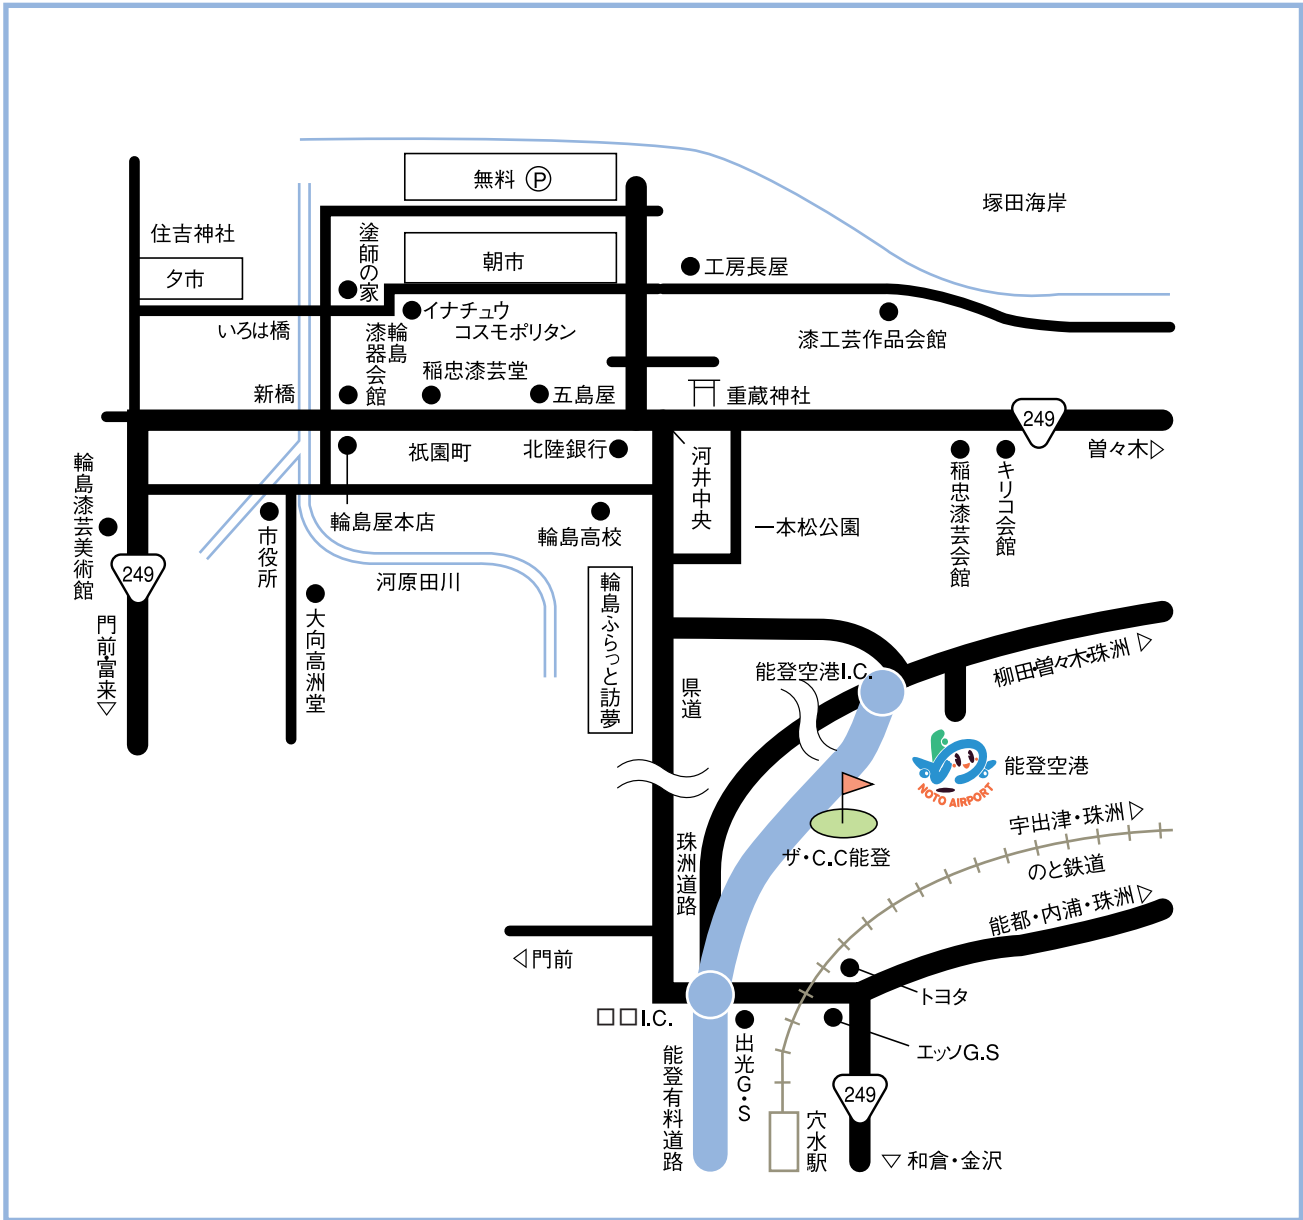 無料 Ⓟ
塚田海岸
住吉神社
夕市
塗師の家
朝市
工房長屋
イナチュウ
コスモポリタン
いろは橋
輪島
漆器会館
漆工芸作品会館
稲忠漆芸堂
新橋
五島屋
重蔵神社
249
曽々木▷
祇園町
北陸銀行
河井中央
輪島漆芸美術館
稲忠漆芸会館
キリコ会館
輪島屋本店
輪島高校
一本松公園
市役所
249
河原田川
大向高洲堂
輪島ふらっと訪夢
門前・富来▽
能登空港I.C.
柳田・曽々木・珠洲 ▷
県道
NOTO AIRPORT
能登空港
宇出津・珠洲 ▷
珠洲道路
ザ・C.C能登
のと鉄道
能都・内浦・珠洲 ▷
◁門前
トヨタ
□□I.C.
エッソG.S
能登有料道路
出光G・S
249
穴水駅
▽ 和倉・金沢